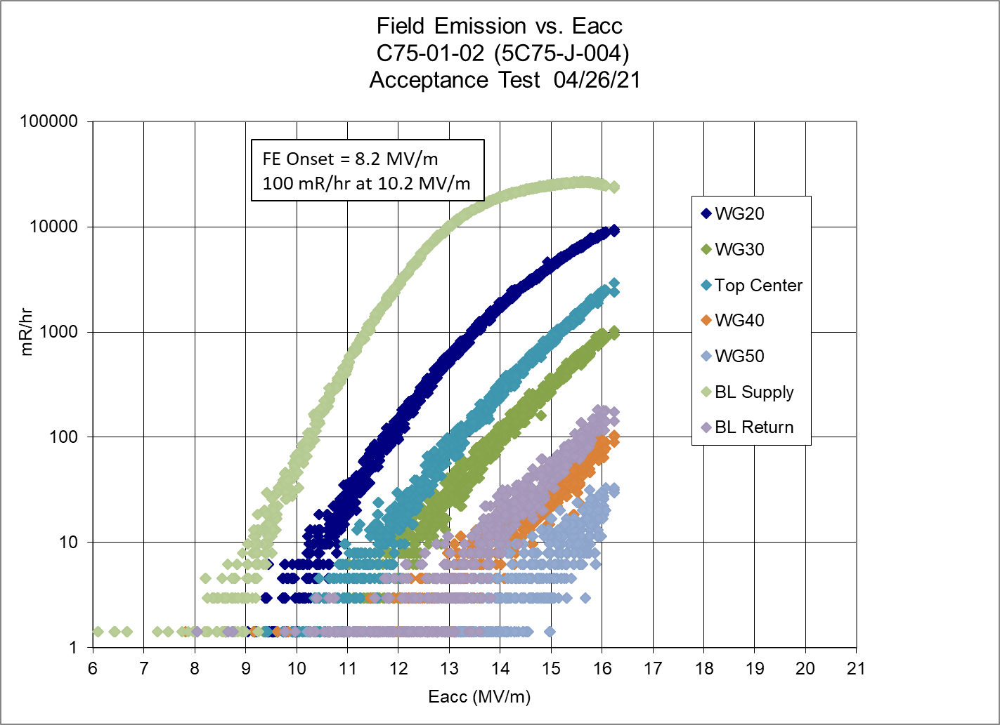 Field Emission vs. Eacc
C75-01-02 (5C75-J-004)
Acceptance Test 04/26/21
100000
10000
1000
100
10
1
mR/hr
FE Onset = 8.2 MV/m
100 mR/hr at 10.2 MV/m
WG20
WG30
Top Center
WG40
WG50
BL Supply
BL Return
6 7 8 9 10 11 12 13 14 15 16 17 18 19 20 21
Eacc (MV/m)